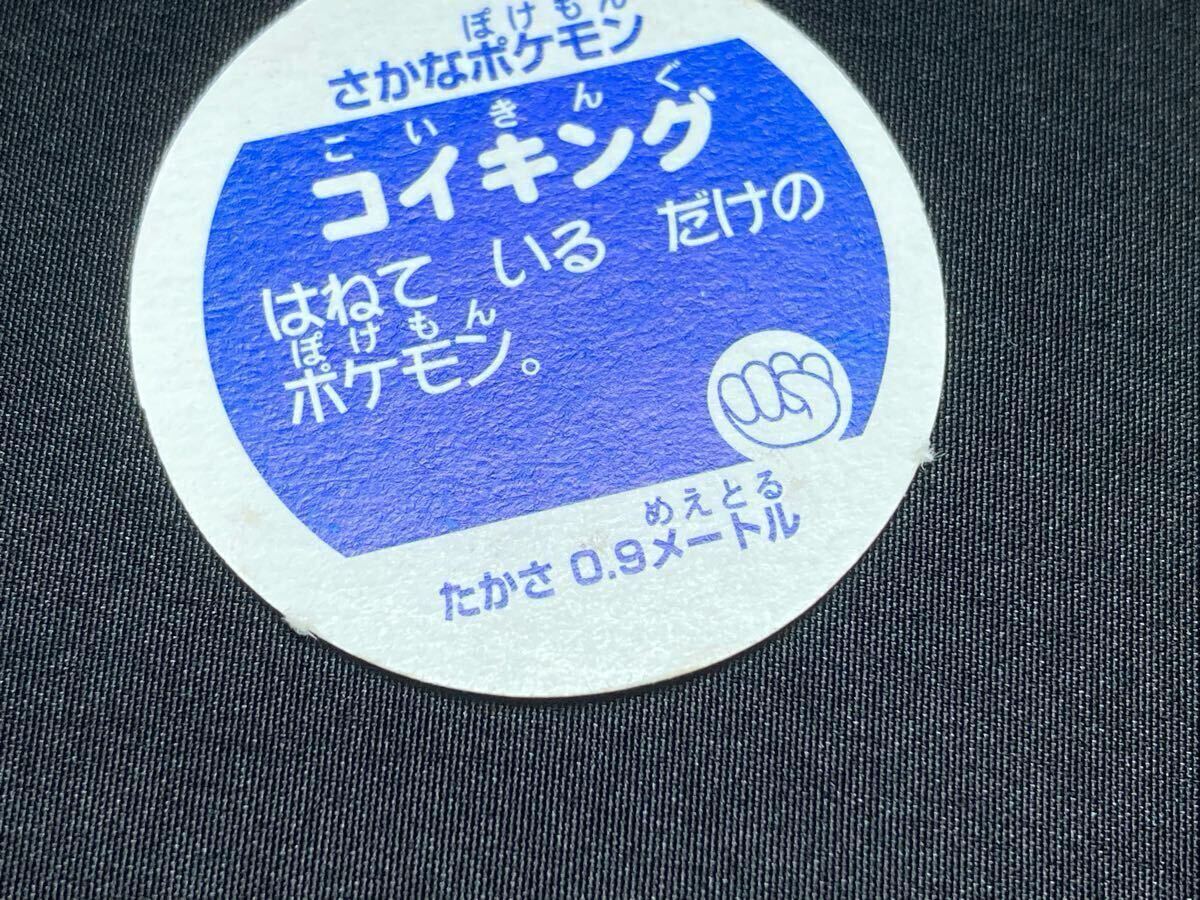 ぽけもん
さかなポケモン
こいきんぐ
コイキング
はねて いる だけの
ぽけもん
ポケモン。
めえとる
たかさ 0.9メートル